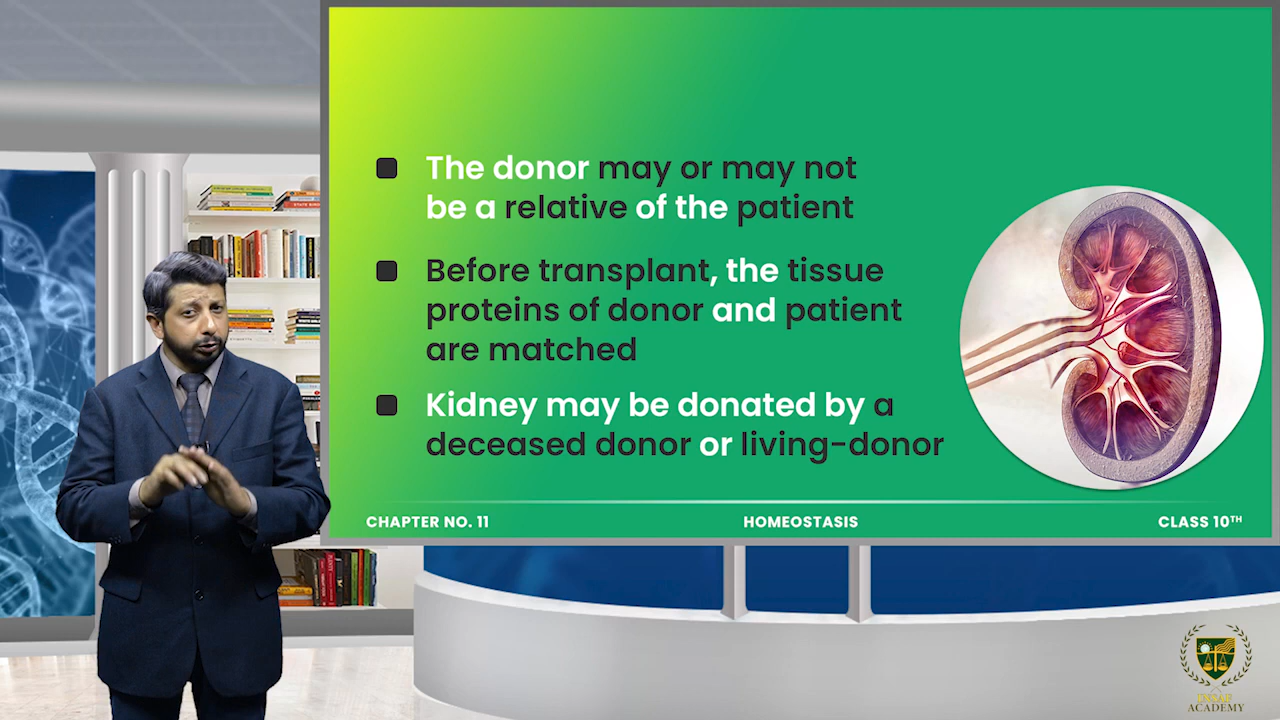 The donor may or may not
be a relative of the patient
Before transplant, the tissue
proteins of donor and patient
are matched
Kidney may be donated by a
deceased donor or living-donor
CHAPTER NO. 11
HOMEOSTASIS
CLASS 10TH
INSAF
ACADEMY